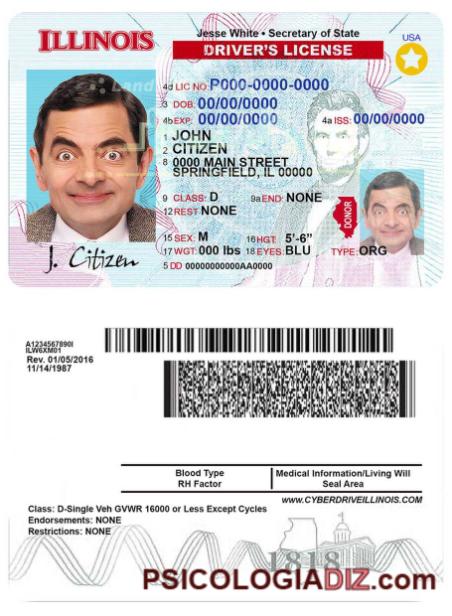 ILLINOIS
Jesse White • Secretary of State
USA
DRIVER'S LICENSE
4d LIC NO: P000-0000-0000
3 DOB: 00/00/0000
4b EXP: 00/00/0000 4a ISS: 00/00/0000
1 JOHN
2 CITIZEN
8 0000 MAIN STREET
SPRINGFIELD, IL 00000
9 CLASS: D 9a END: NONE
12 REST NONE
DONOR
15 SEX: M 16 HGT: 5'-6"
17 WGT: 000 lbs 18 EYES: BLU TYPE: ORG
5 DD 00000000000AA0000
J. Citizen
A1234567890I
ILW6XM01
Rev. 01/05/2016
11/14/1987
Blood Type Medical Information/Living Will
RH Factor Seal Area
www.CYBERDRIVEILLINOIS.COM
Class: D-Single Veh GVWR 16000 or Less Except Cycles
Endorsements: NONE
Restrictions: NONE
1818
PSICOLOGIADIZ.com